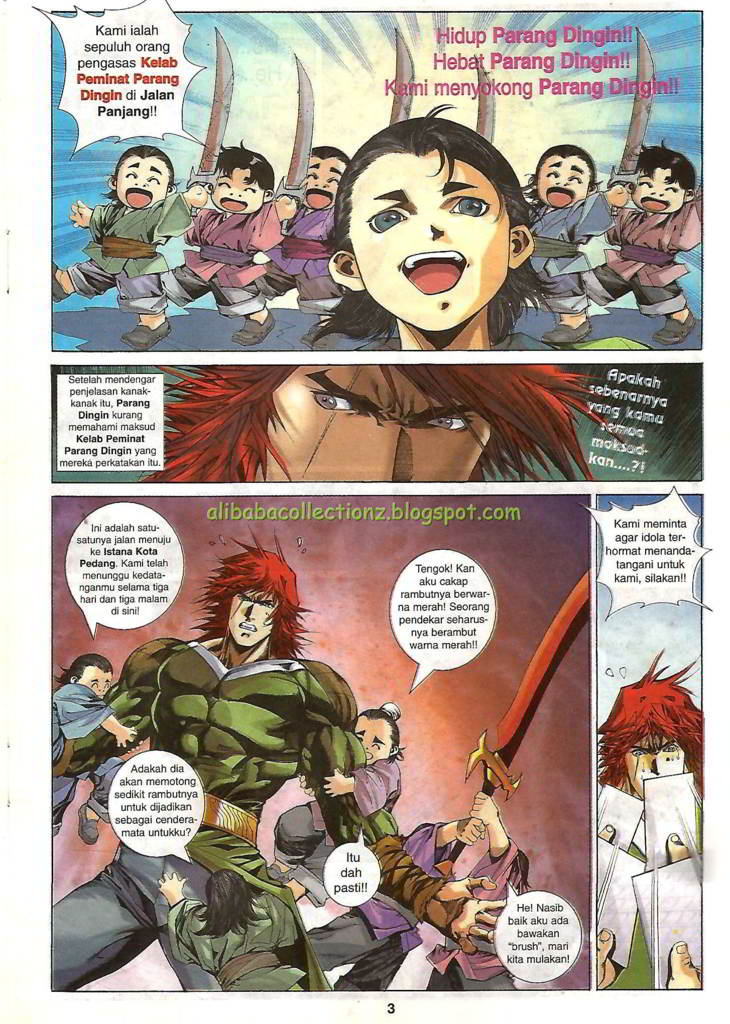 Kami ialah
sepuluh orang
pengasas Kelab
Peminat Parang
Dingin di Jalan
Panjang!!
Hidup Parang Dingin!!
Hebat Parang Dingin!!
Kami menyokong Parang Dingin!!
Setelah mendengar
penjelasan kanak-
kanak itu, Parang
Dingin kurang
memahami maksud
Kelab Peminat
Parang Dingin yang
mereka perkatakan itu.
Apakah
sebenarnya
yang kamu
semua
maksud-
kan....?!
alibabacollectionz.blogspot.com
Ini adalah satu-
satunya jalan menuju
ke Istana Kota
Pedang. Kami telah
menunggu kedata-
nganmu selama tiga
hari dan tiga malam
di sini!
Tengok! Kan
aku cakap
rambutnya berwar-
na merah! Seorang
pendekar seharus-
nya berambut
warna merah!!
Adakah dia
akan memotong
sedikit rambutnya
untuk dijadikan
sebagai cendera-
mata untukku?
Itu
dah
pasti!!
He! Nasib
baik aku ada
bawakan
"brush", mari
kita mulakan!
Kami meminta
agar idola ter-
hormat menanda-
tangani untuk
kami, silakan!!
3